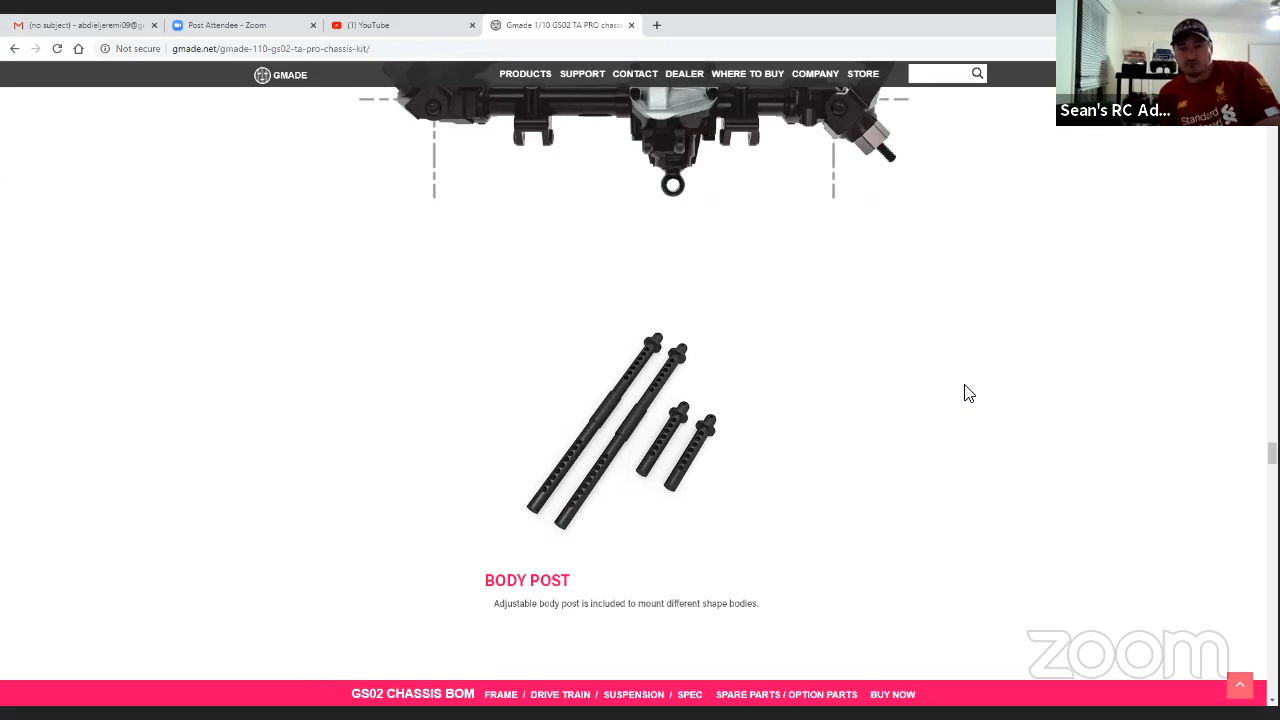 (no subject) - abdeljeremi09@g
Post Attendee - Zoom
YouTube
Gmade 1/10 GS02 TA PRO chass
Not secure
gmade.net/gmade-110-gs02-ta-pro-chassis-kit/
GMADE
PRODUCTS SUPPORT CONTACT DEALER WHERE TO BUY COMPANY STORE
Standard
Sean's RC Ad...
BODY POST
Adjustable body post is included to mount different shape bodies.
zoom
GS02 CHASSIS BOM FRAME / DRIVE TRAIN / SUSPENSION / SPEC SPARE PARTS / OPTION PARTS BUY NOW